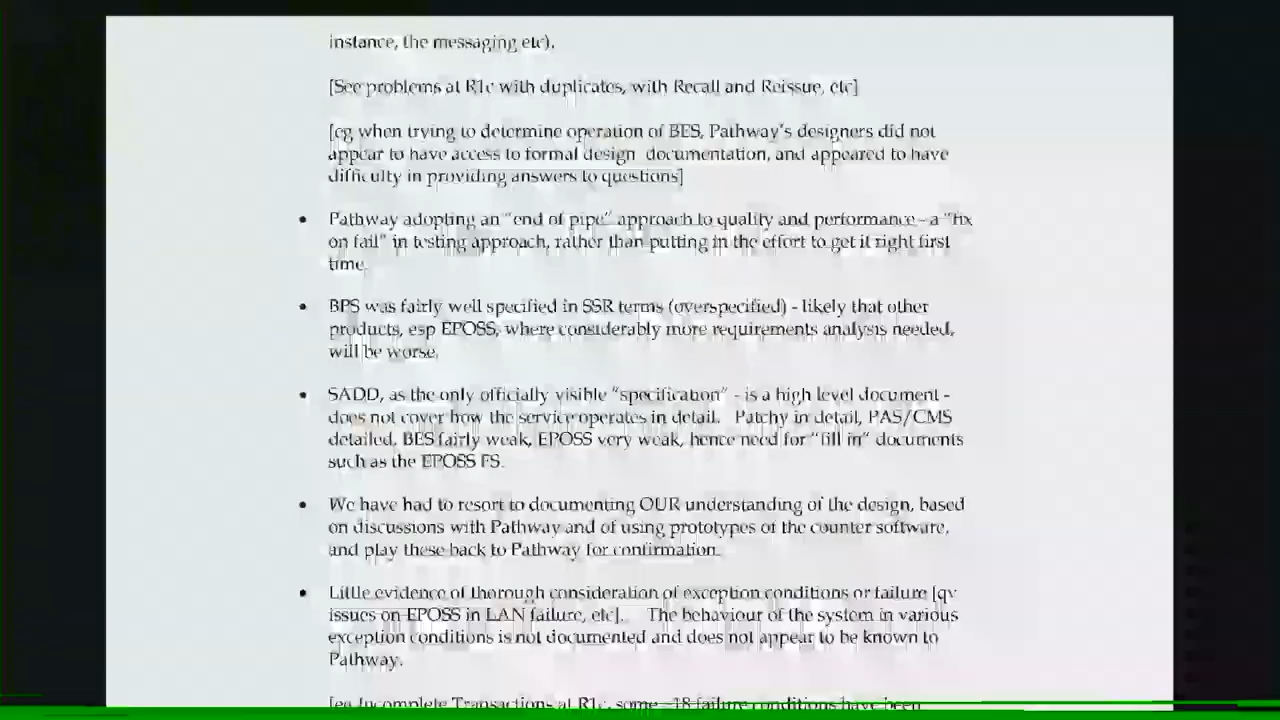 instance, the messaging etc).
[See problems at R1c with duplicates, with Recall and Reissue, etc]
[eg when trying to determine operation of BES, Pathway's designers did not
appear to have access to formal design documentation, and appeared to have
difficulty in providing answers to questions]
• Pathway adopting an "end of pipe" approach to quality and performance - a "fix
on fail" in testing approach, rather than putting in the effort to get it right first
time.
• BPS was fairly well specified in SSR terms (overspecified) - likely that other
products, esp EPOSS, where considerably more requirements analysis needed,
will be worse.
• SADD, as the only officially visible "specification" - is a high level document -
does not cover how the service operates in detail. Patchy in detail, PAS/CMS
detailed, BES fairly weak, EPOSS very weak, hence need for "fill in" documents
such as the EPOSS FS.
• We have had to resort to documenting OUR understanding of the design, based
on discussions with Pathway and of using prototypes of the counter software,
and play these back to Pathway for confirmation.
• Little evidence of thorough consideration of exception conditions or failure [qv
issues on EPOSS in LAN failure, etc]. The behaviour of the system in various
exception conditions is not documented and does not appear to be known to
Pathway.
[eg Incomplete Transactions at R1c, some 18 failure conditions have been